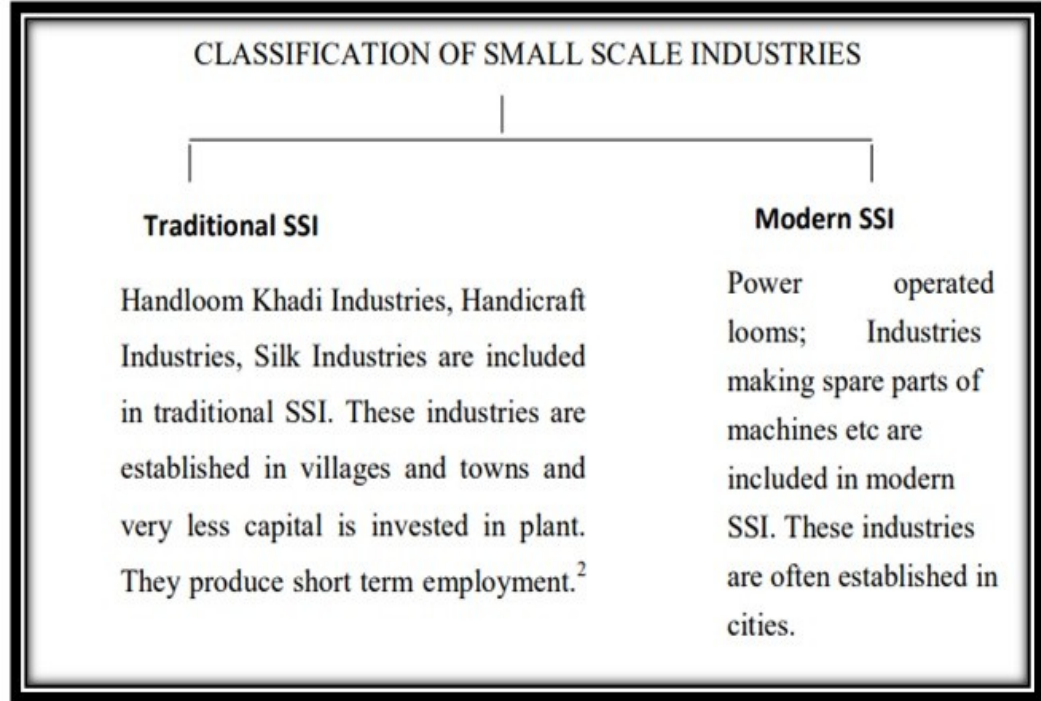 CLASSIFICATION OF SMALL SCALE INDUSTRIES
Traditional SSI
Handloom Khadi Industries, Handicraft
Industries, Silk Industries are included
in traditional SSI. These industries are
established in villages and towns and
very less capital is invested in plant.
They produce short term employment.2
Modern SSI
Power operated
looms; Industries
making spare parts of
machines etc are
included in modern
SSI. These industries
are often established in
cities.